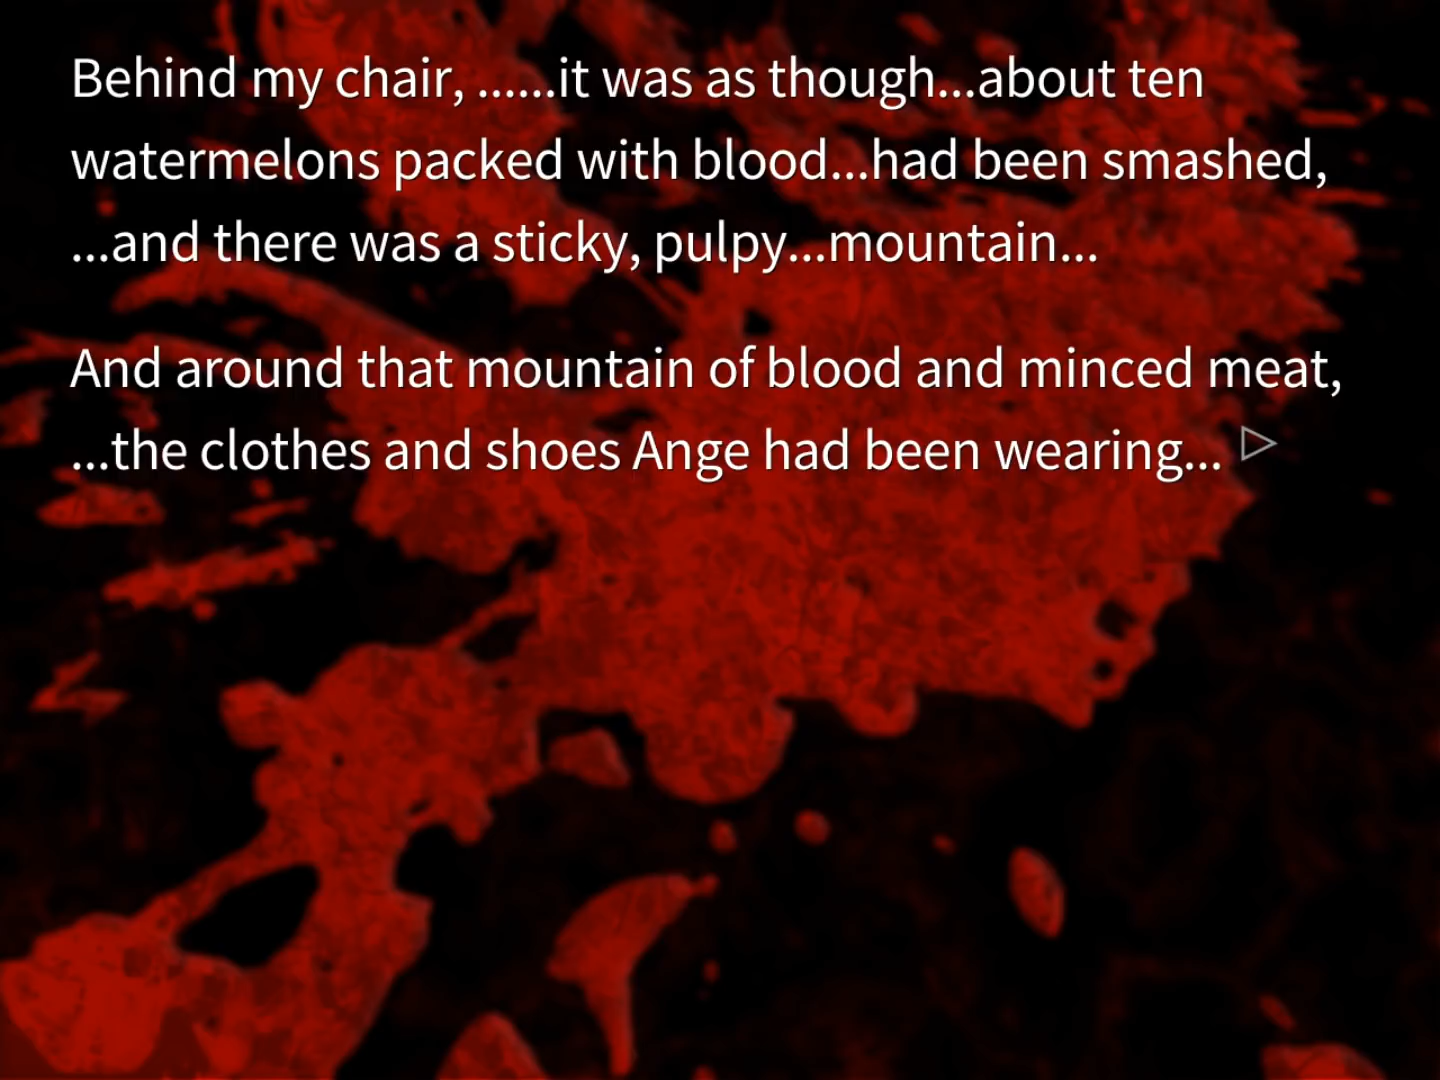 Behind my chair, ......it was as though...about ten
watermelons packed with blood...had been smashed,
...and there was a sticky, pulpy...mountain...
And around that mountain of blood and minced meat,
...the clothes and shoes Ange had been wearing...